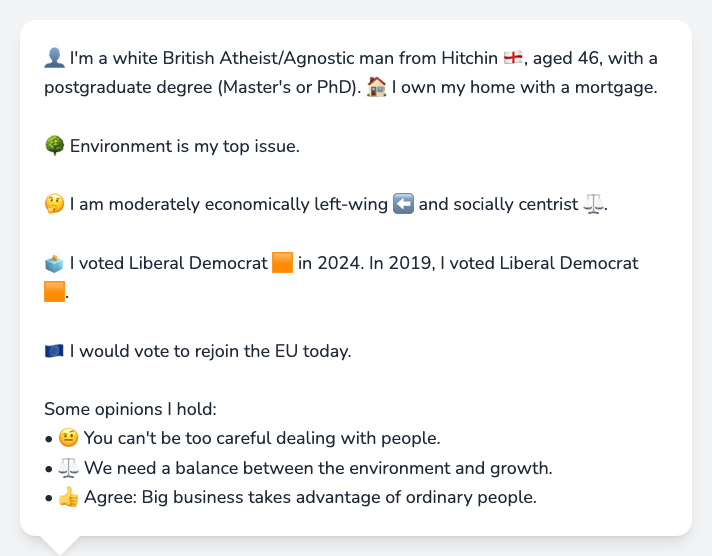 👤 I'm a white British Atheist/Agnostic man from Hitchin 🏴󠁧󠁢󠁥󠁮󠁧󠁿, aged 46, with a
postgraduate degree (Master's or PhD). 🏠 I own my home with a mortgage.
🌳 Environment is my top issue.
🤔 I am moderately economically left-wing ⬅️ and socially centrist ⚖️.
🗳️ I voted Liberal Democrat 🟧 in 2024. In 2019, I voted Liberal Democrat
🟧.
🇪🇺 I would vote to rejoin the EU today.
Some opinions I hold:
• 🤨 You can't be too careful dealing with people.
• ⚖️ We need a balance between the environment and growth.
• 👍 Agree: Big business takes advantage of ordinary people.